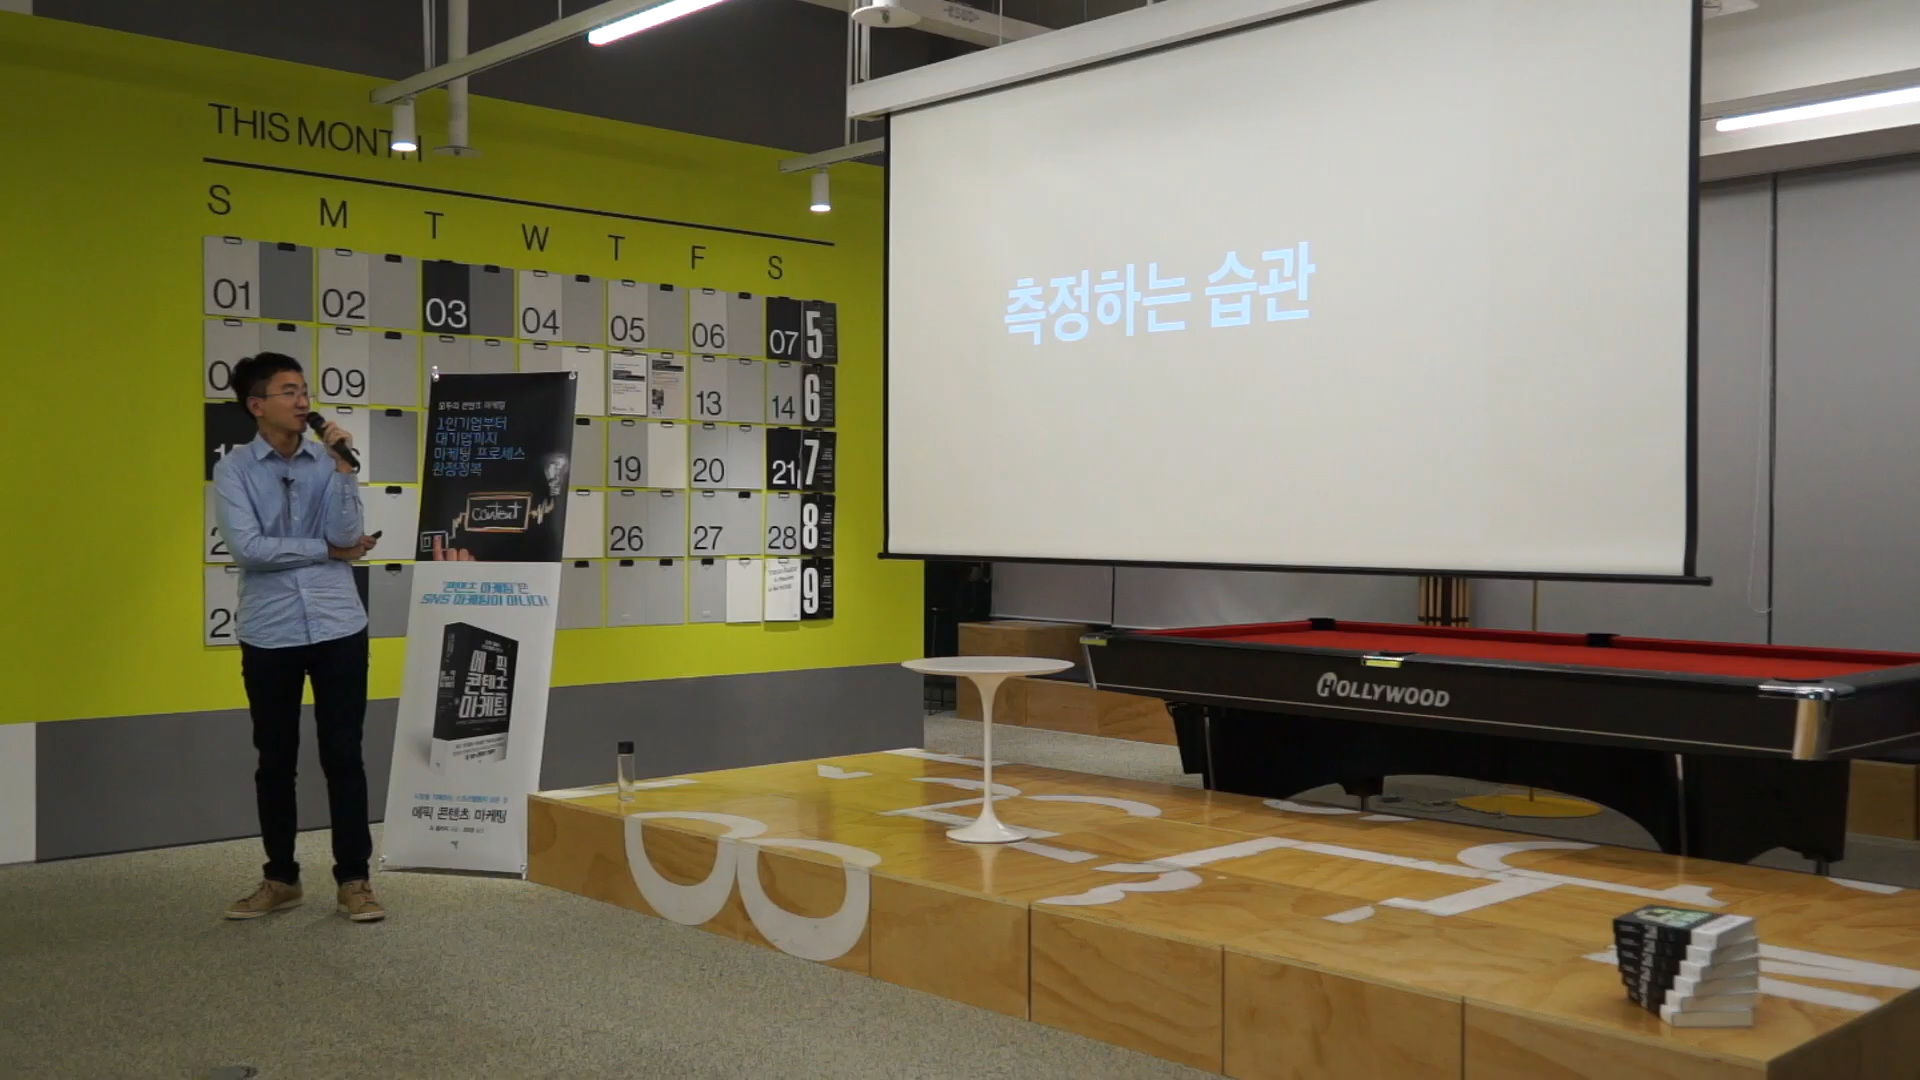 THIS MONTH
S M T W T F S
01 02 03 04 05 06 07 5
09 13 14 6
19 20 21 7
26 27 28 8
9
측정하는 습관
모두의 콘텐츠 마케팅
1인기업부터
대기업까지
마케팅 프로세스
완전정복
Content
'콘텐츠 마케팅'은
SNS 마케팅이 아니다!
에픽
콘텐츠
마케팅
에픽 콘텐츠 마케팅
HOLLYWOOD